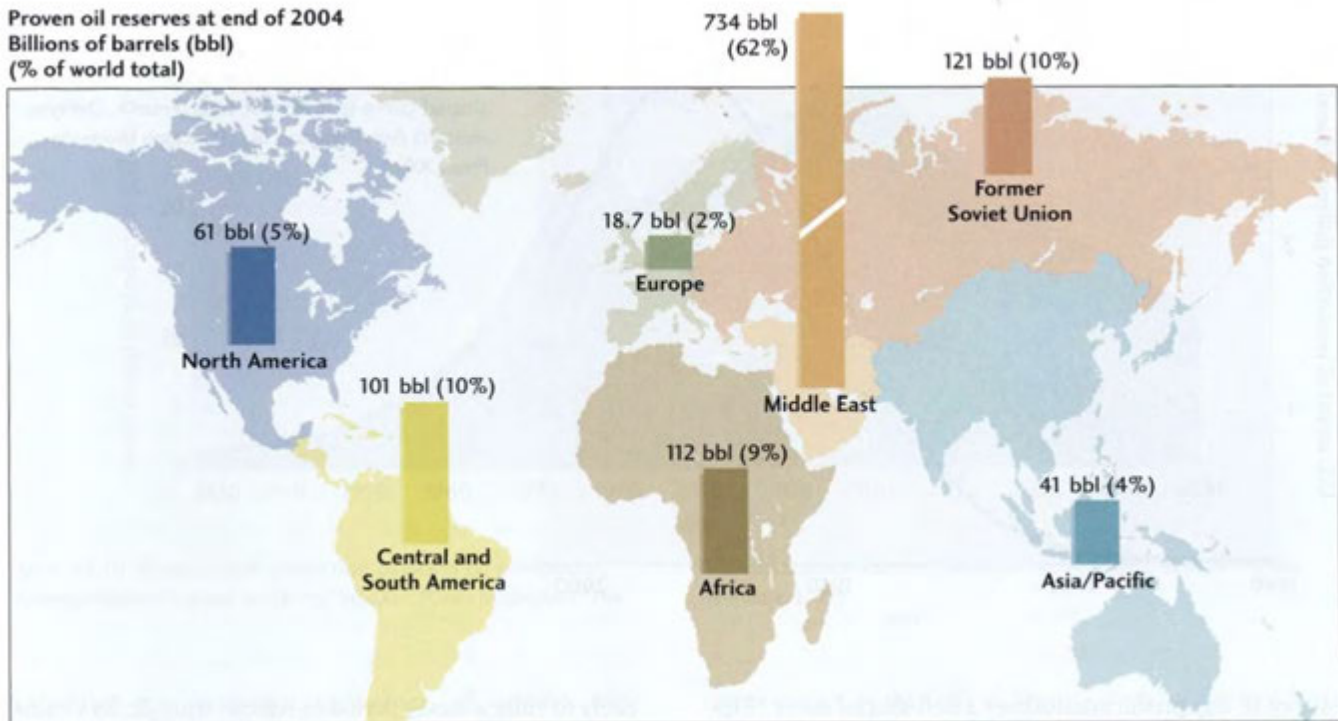 Proven oil reserves at end of 2004
Billions of barrels (bbl)
(% of world total)
734 bbl
(62%)
121 bbl (10%)
Former
Soviet Union
18.7 bbl (2%)
Europe
61 bbl (5%)
North America
Middle East
101 bbl (10%)
Central and
South America
112 bbl (9%)
Africa
41 bbl (4%)
Asia/Pacific